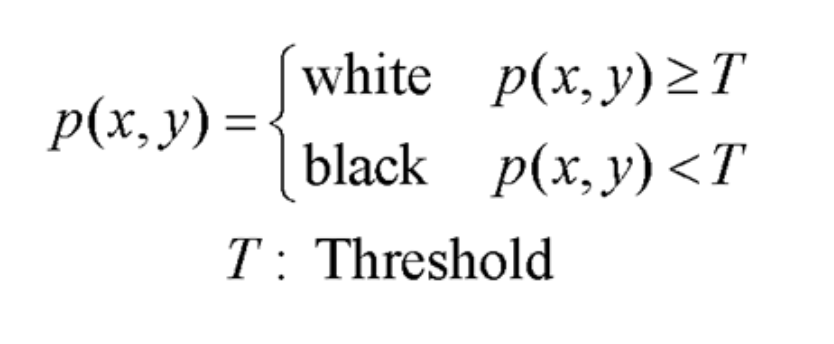 white p(x, y) ≥ T
p(x, y) = {
black p(x, y) < T
T : Threshold